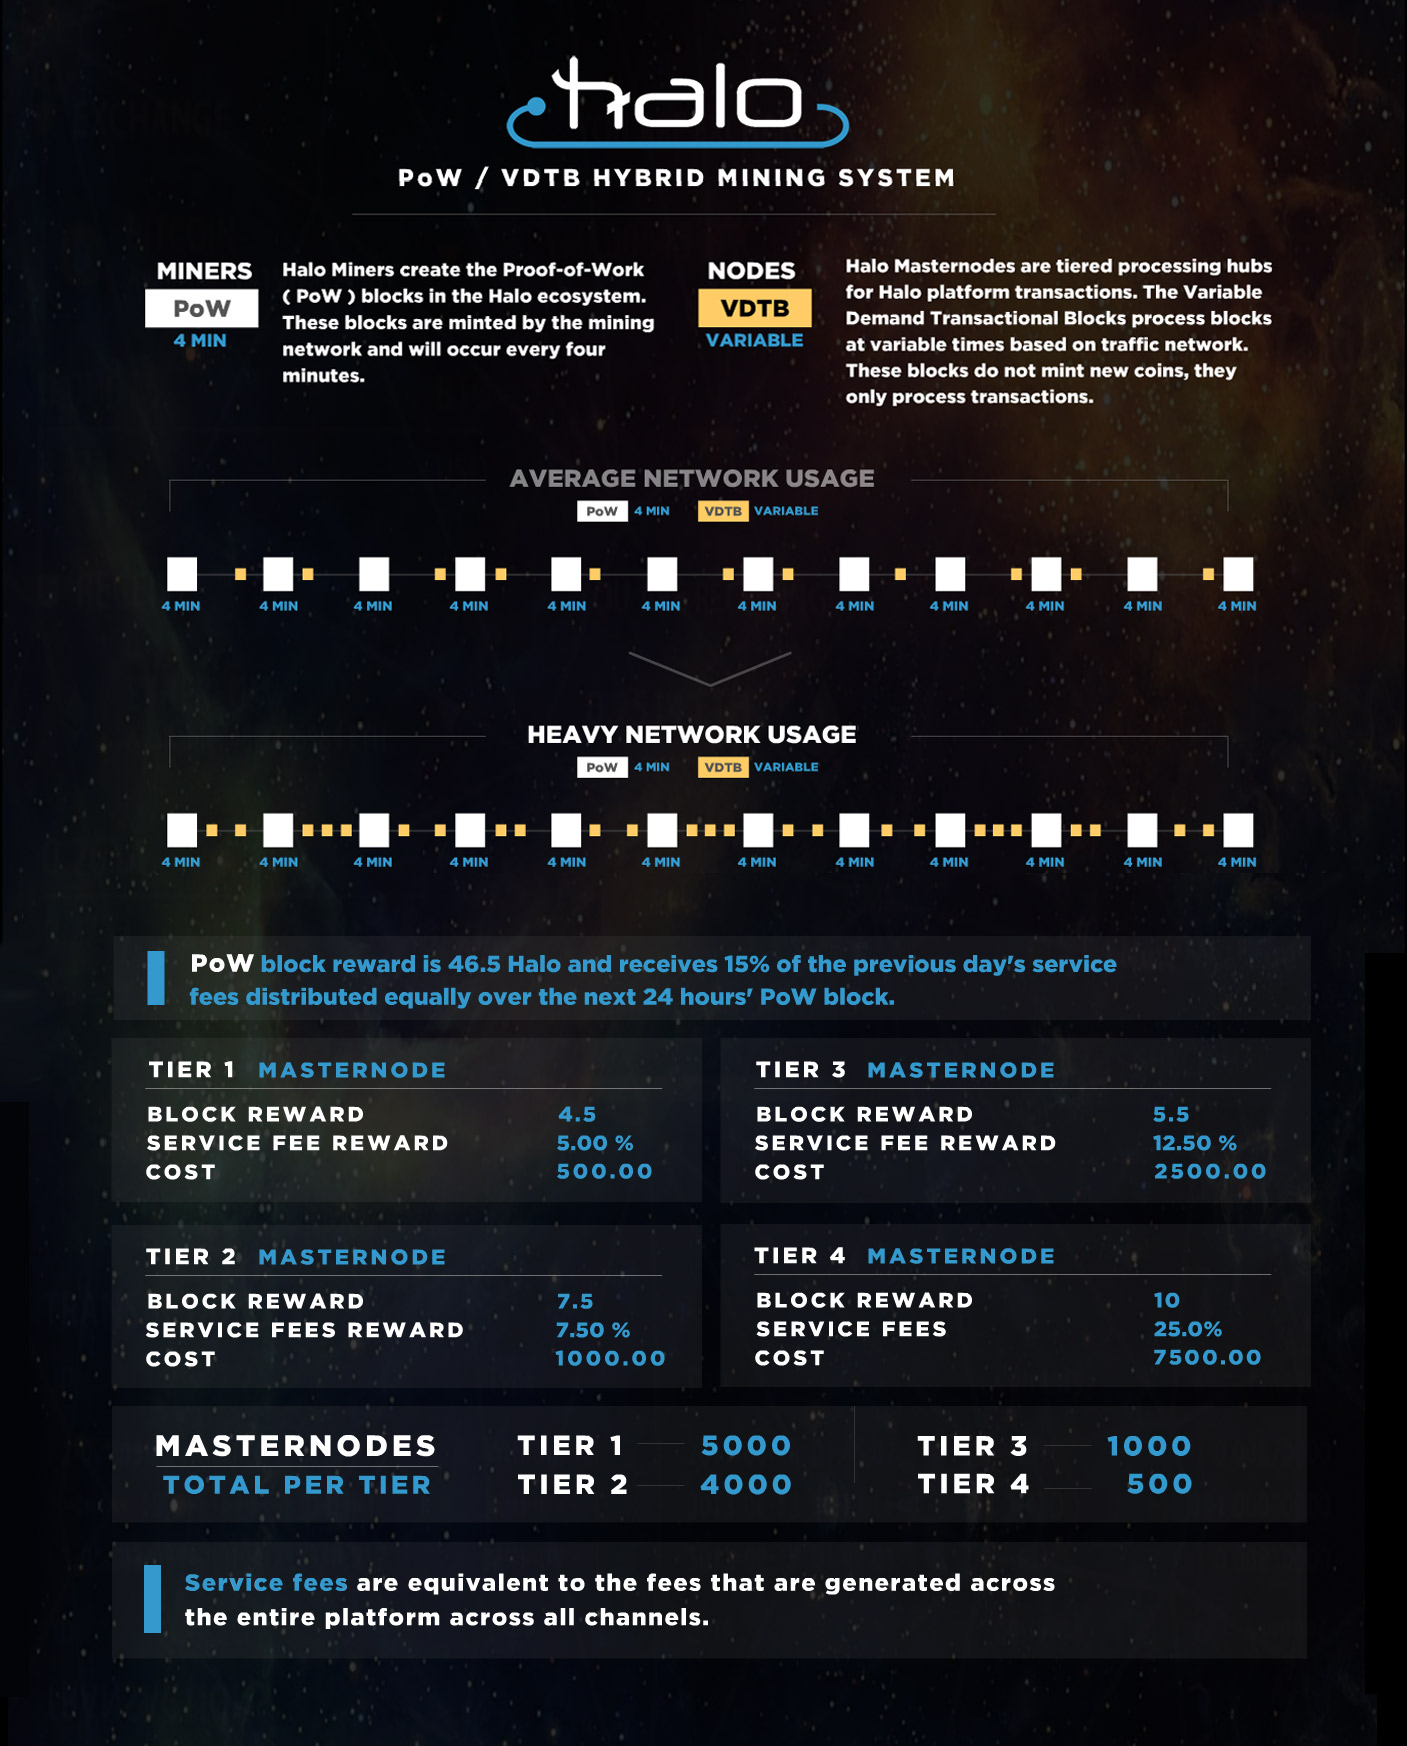 halo
PoW / VDTB HYBRID MINING SYSTEM
MINERS
PoW
4 MIN
Halo Miners create the Proof-of-Work
( PoW ) blocks in the Halo ecosystem.
These blocks are minted by the mining
network and will occur every four
minutes.
NODES
VDTB
VARIABLE
Halo Masternodes are tiered processing hubs
for Halo platform transactions. The Variable
Demand Transactional Blocks process blocks
at variable times based on traffic network.
These blocks do not mint new coins, they
only process transactions.
AVERAGE NETWORK USAGE
PoW 4 MIN VDTB VARIABLE
4 MIN 4 MIN 4 MIN 4 MIN 4 MIN 4 MIN 4 MIN 4 MIN 4 MIN 4 MIN 4 MIN 4 MIN
HEAVY NETWORK USAGE
PoW 4 MIN VDTB VARIABLE
4 MIN 4 MIN 4 MIN 4 MIN 4 MIN 4 MIN 4 MIN 4 MIN 4 MIN 4 MIN 4 MIN 4 MIN
PoW block reward is 46.5 Halo and receives 15% of the previous day's service
fees distributed equally over the next 24 hours' PoW block.
TIER 1 MASTERNODE
BLOCK REWARD 4.5
SERVICE FEE REWARD 5.00 %
COST 500.00
TIER 3 MASTERNODE
BLOCK REWARD 5.5
SERVICE FEE REWARD 12.50 %
COST 2500.00
TIER 2 MASTERNODE
BLOCK REWARD 7.5
SERVICE FEES REWARD 7.50 %
COST 1000.00
TIER 4 MASTERNODE
BLOCK REWARD 10
SERVICE FEES 25.0%
COST 7500.00
MASTERNODES
TOTAL PER TIER
TIER 1 5000
TIER 2 4000
TIER 3 1000
TIER 4 500
Service fees are equivalent to the fees that are generated across
the entire platform across all channels.